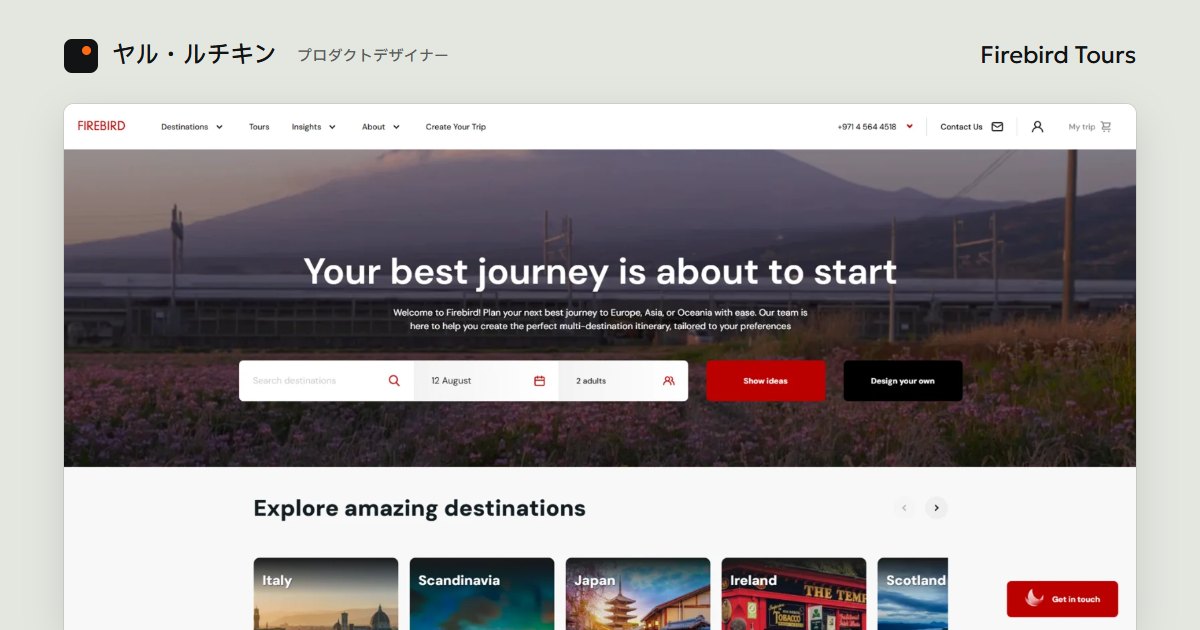 ヤル・ルチキン
プロダクトデザイナー
Firebird Tours
FIREBIRD
Destinations
Tours
Insights
About
Create Your Trip
+971 4 564 4518
Contact Us
My trip
Your best journey is about to start
Welcome to Firebird! Plan your next best journey to Europe, Asia, or Oceania with ease. Our team is
here to help you create the perfect multi-destination itinerary, tailored to your preferences
Search destinations
12 August
2 adults
Show ideas
Design your own
Explore amazing destinations
Italy
Scandinavia
Japan
Ireland
Scotland
THE TEM
TOBACCO
Get in touch